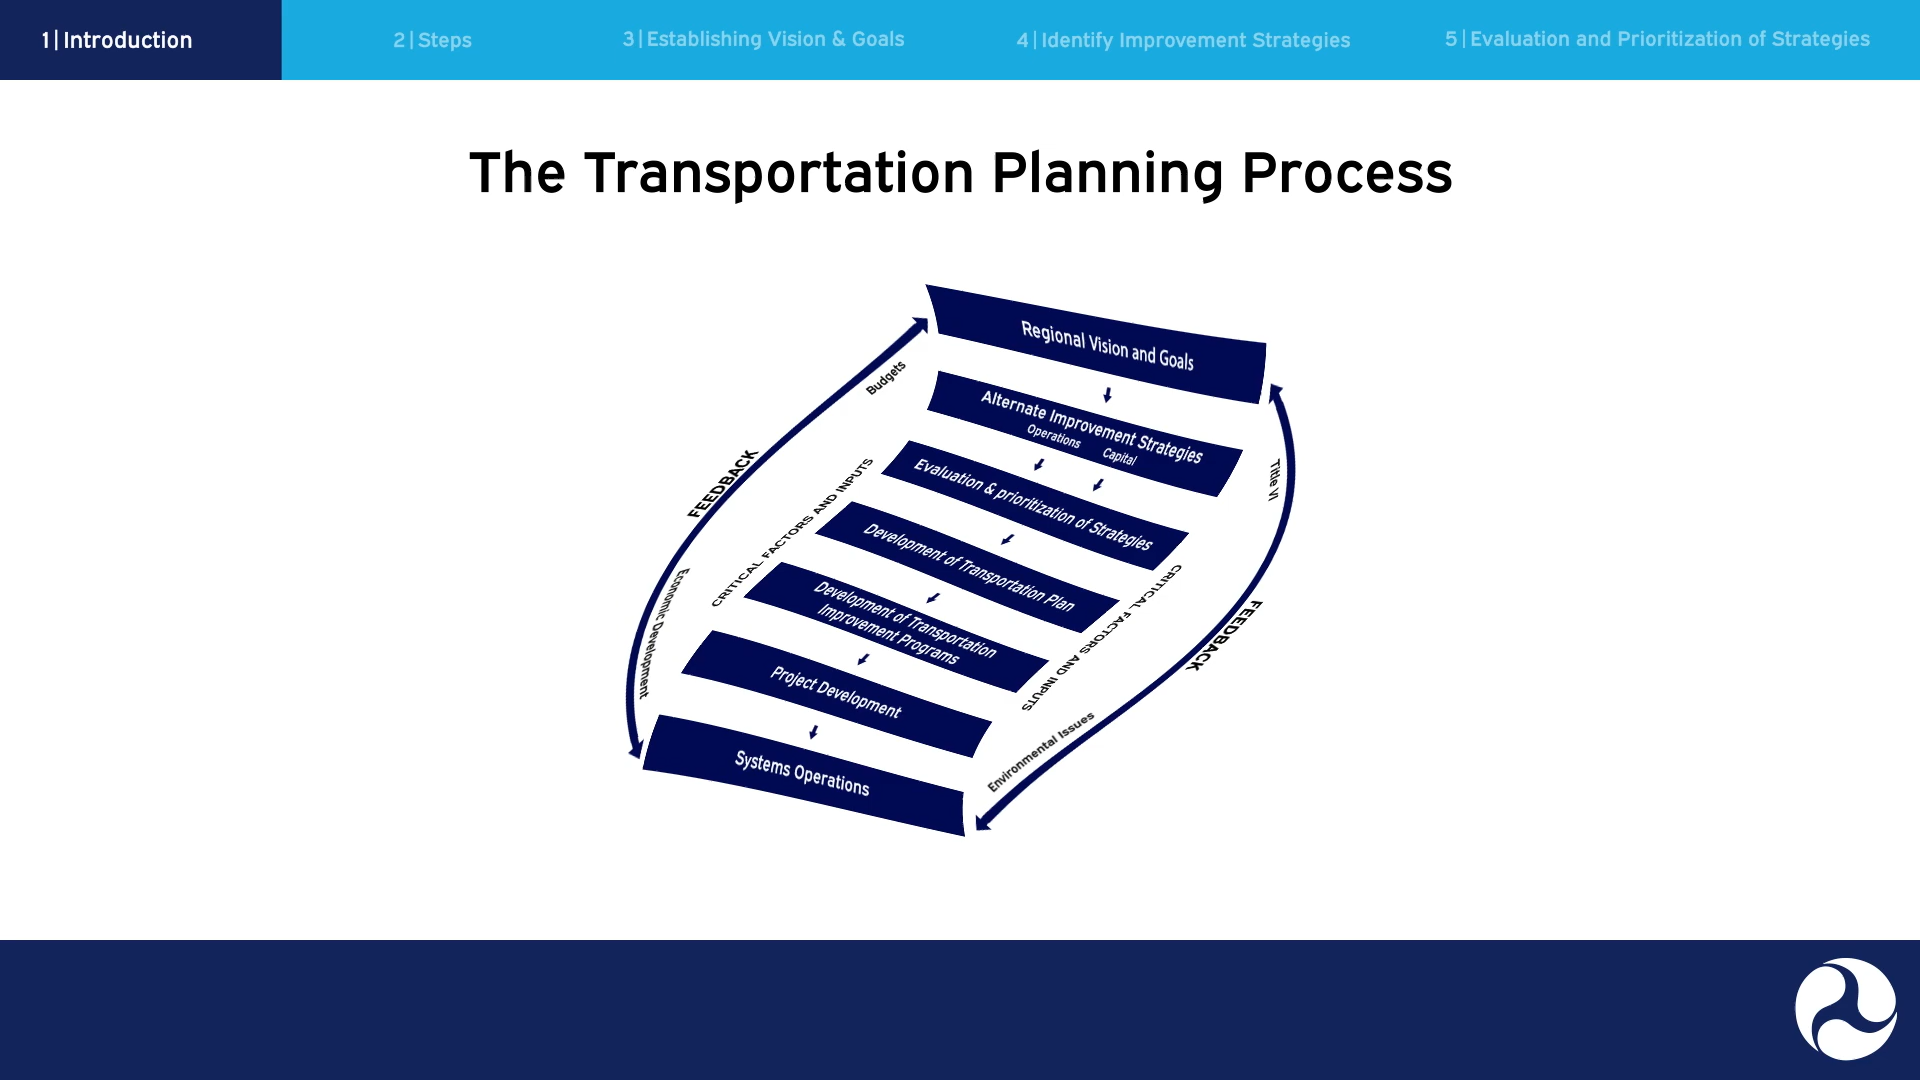 1 | Introduction
2 | Steps
3 | Establishing Vision & Goals
4 | Identify Improvement Strategies
5 | Evaluation and Prioritization of Strategies
The Transportation Planning Process
Regional Vision and Goals
Alternate Improvement Strategies
Operations Capital
Evaluation & prioritization of Strategies
Development of Transportation Plan
Development of Transportation
Improvement Programs
Project Development
Systems Operations
Budgets
FEEDBACK
CRITICAL FACTORS AND INPUTS
Economic Development
Title VI
CRITICAL FACTORS AND INPUTS
FEEDBACK
Environmental Issues